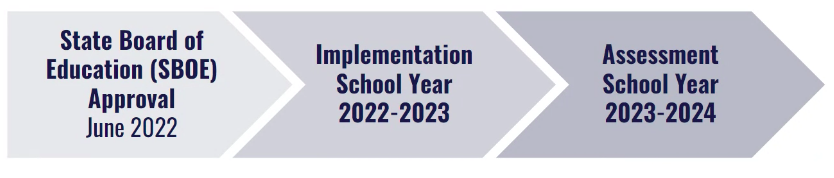 State Board of
Education (SBOE)
Approval
June 2022
Implementation
School Year
2022-2023
Assessment
School Year
2023-2024